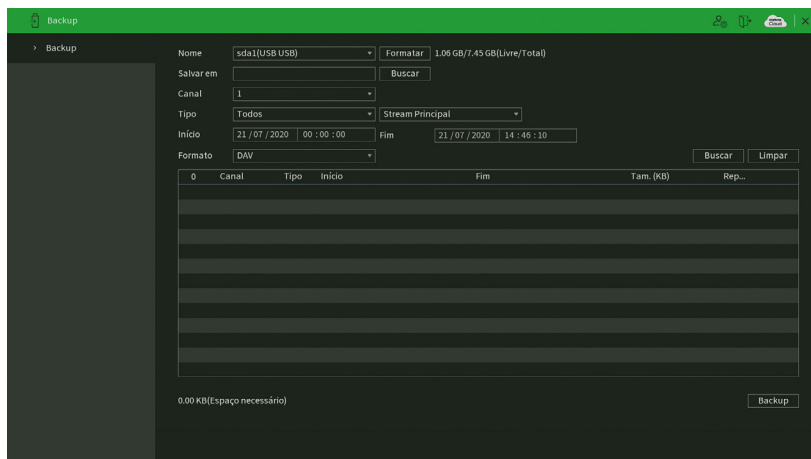 Backup
Cloud
Backup
Nome sda1(USB USB) Formatar 1.06 GB/7.45 GB(Livre/Total)
Salvar em Buscar
Canal 1
Tipo Todos Stream Principal
Início 21 / 07 / 2020 00 : 00 : 00 Fim 21 / 07 / 2020 14 : 46 : 10
Formato DAV Buscar Limpar
0 Canal Tipo Início Fim Tam. (KB) Rep...
0.00 KB(Espaço necessário) Backup